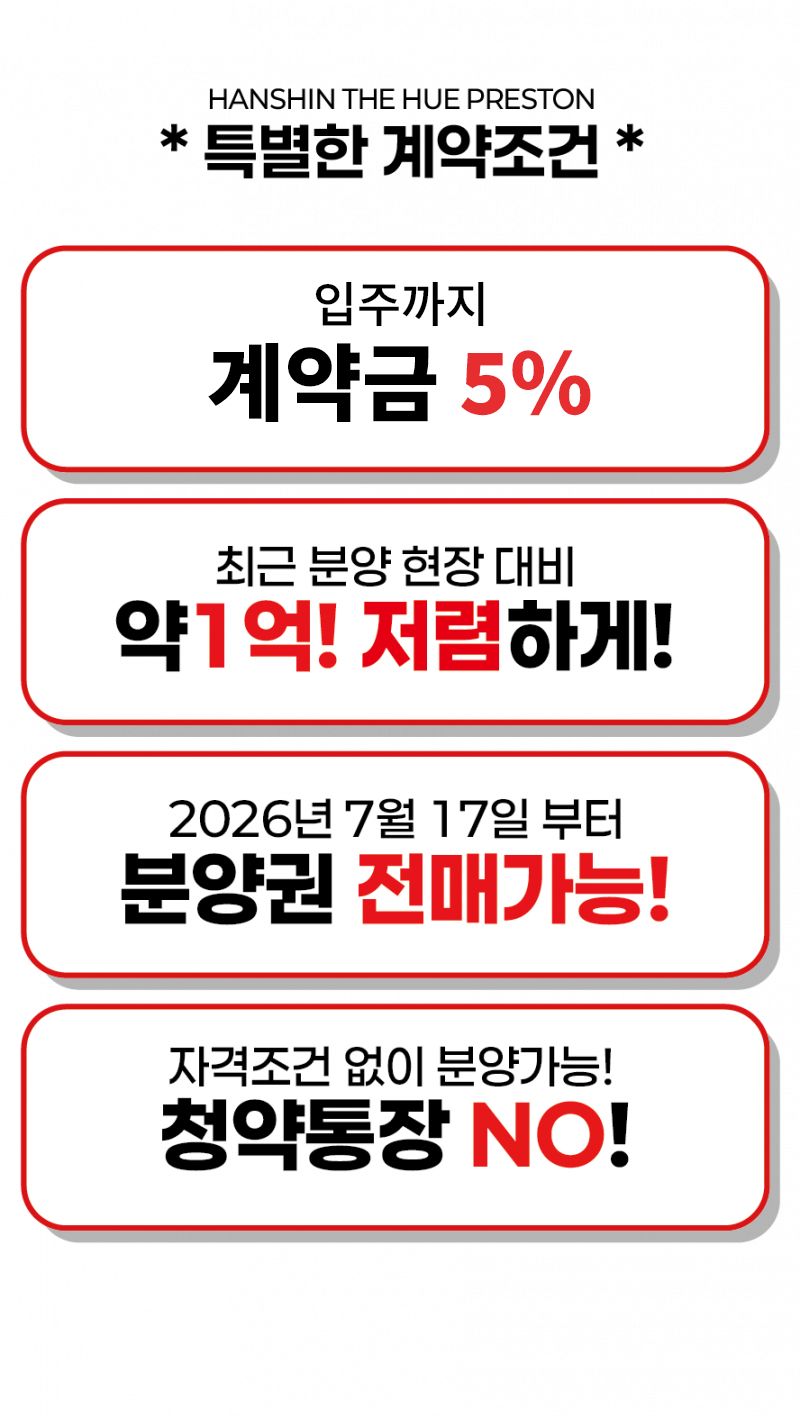 HANSHIN THE HUE PRESTON
* 특별한 계약조건 *
입주까지
계약금 5%
최근 분양 현장 대비
약1억! 저렴하게!
2026년 7월 17일 부터
분양권 전매가능!
자격조건 없이 분양가능!
청약통장 NO!